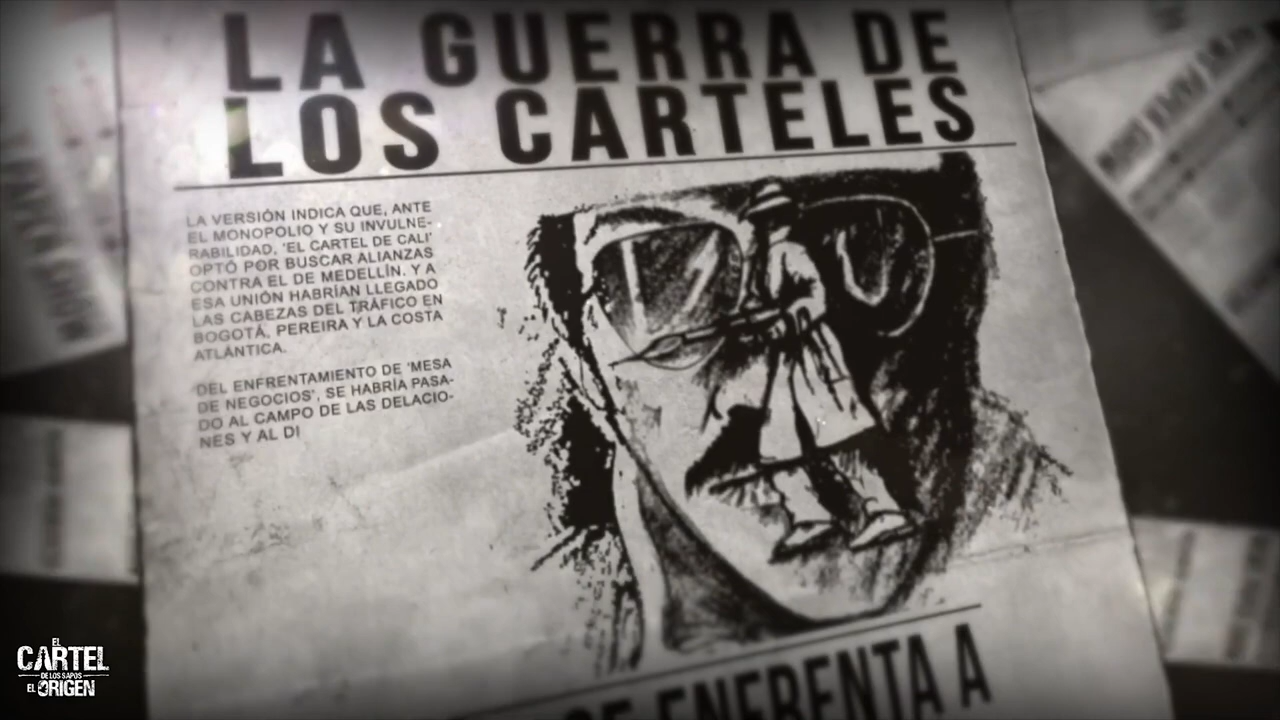 LA GUERRA DE
LOS CARTELES
LA VERSIÓN INDICA QUE, ANTE
EL MONOPOLIO Y SU INVULNE-
RABILIDAD, 'EL CARTEL DE CALI'
OPTÓ POR BUSCAR ALIANZAS
CONTRA EL DE MEDELLÍN. Y A
ESA UNIÓN HABRÍAN LLEGADO
LAS CABEZAS DEL TRÁFICO EN
BOGOTÁ, PEREIRA Y LA COSTA
ATLÁNTICA.
DEL ENFRENTAMIENTO DE 'MESA
DE NEGOCIOS', SE HABRÍA PASA-
DO AL CAMPO DE LAS DELACIO-
NES Y AL DI
SE ENFRENTA A
EL
CARTEL
DE LOS SAPOS
EL ORIGEN